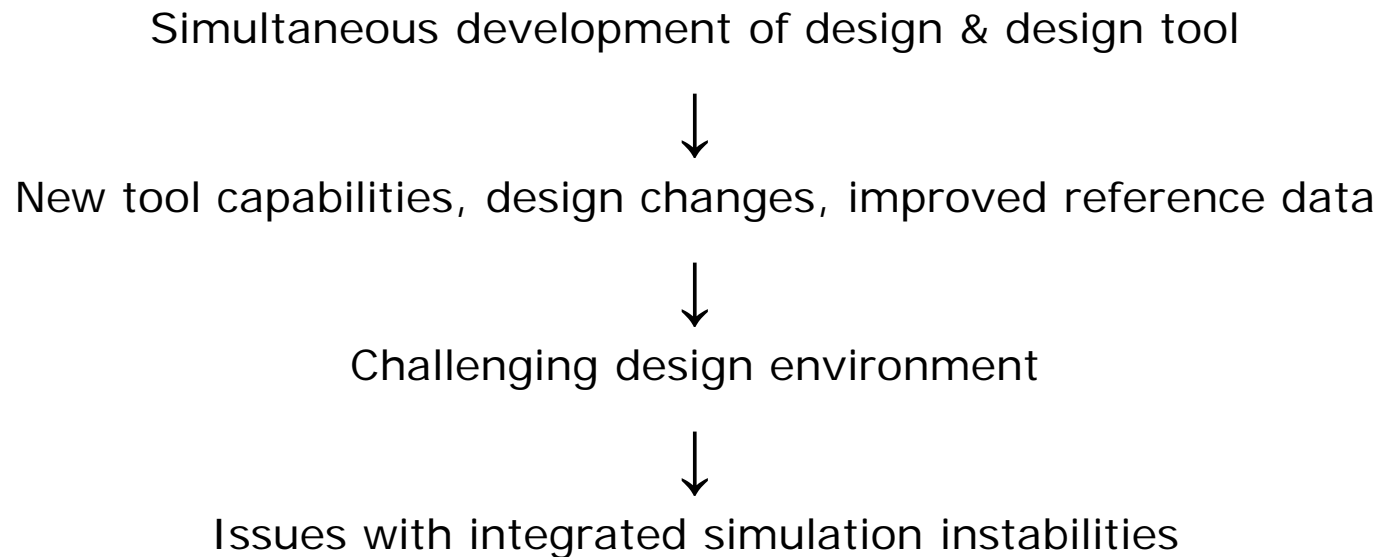 Simultaneous development of design & design tool
New tool capabilities, design changes, improved reference data
Challenging design environment
Issues with integrated simulation instabilities